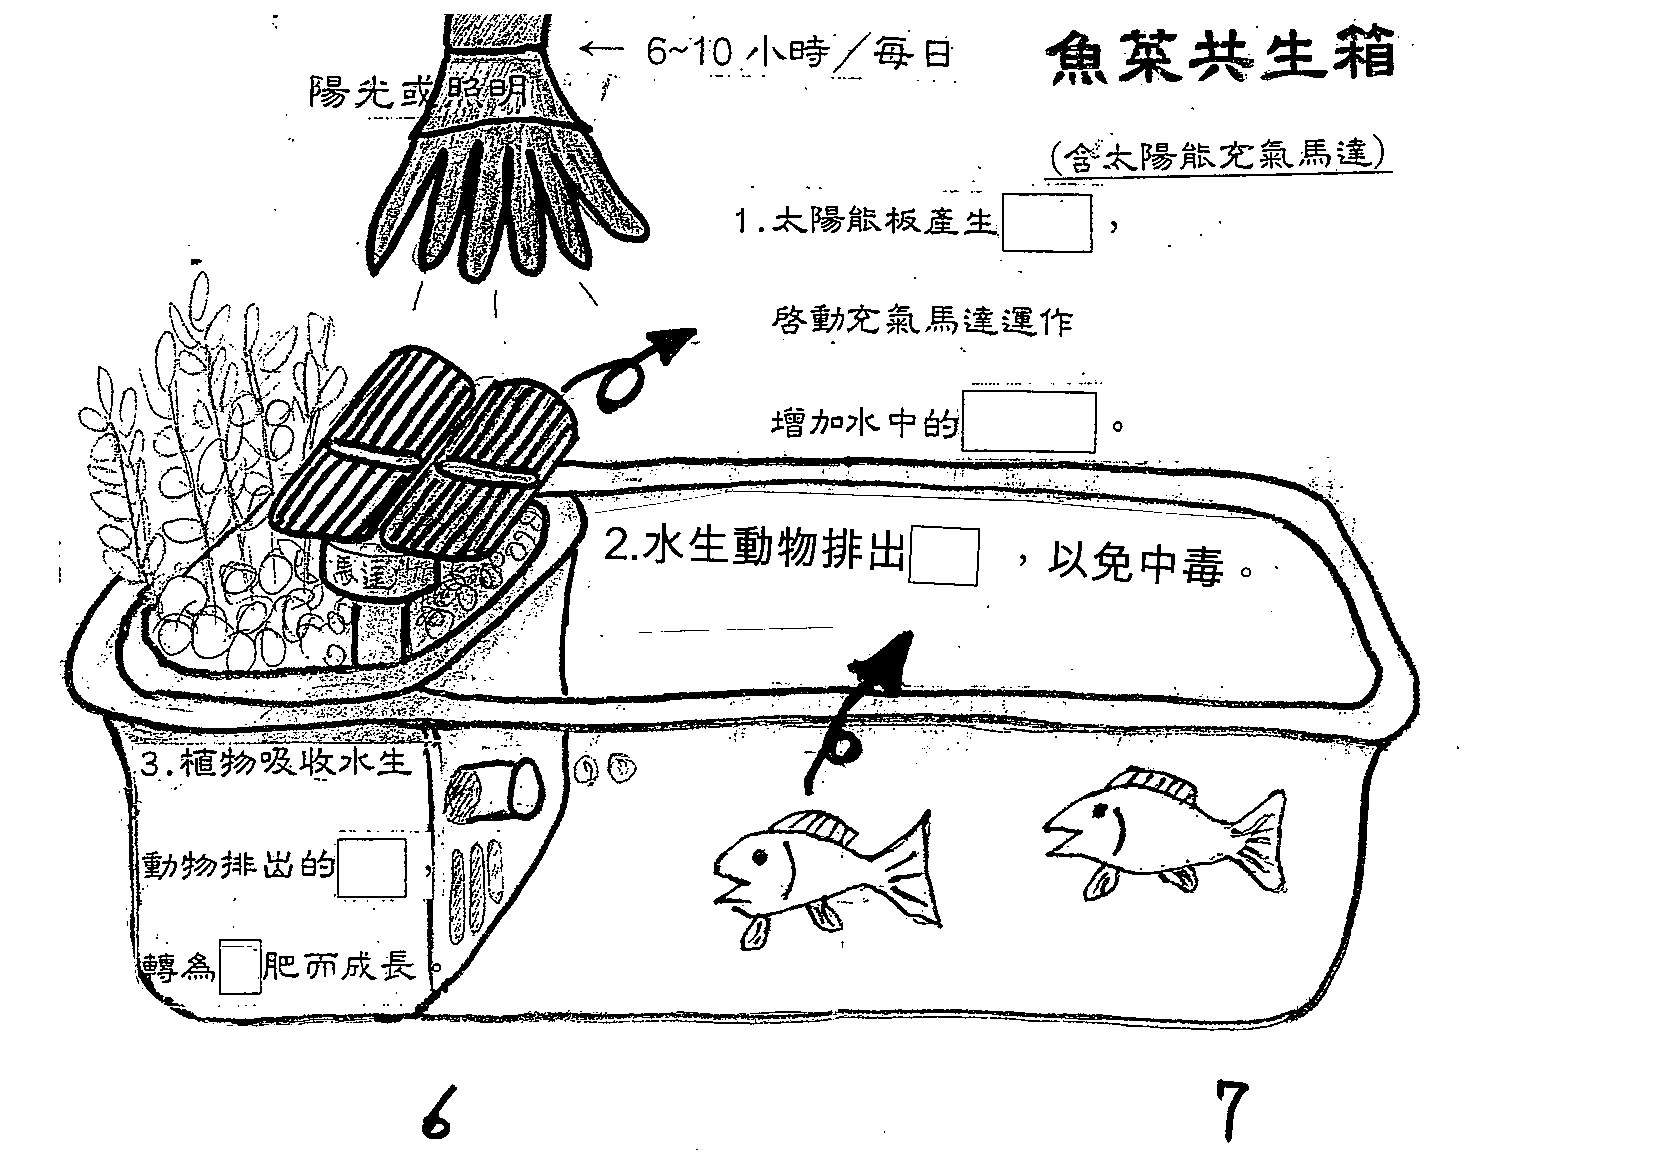 魚菜共生箱
(含太陽能充氣馬達)
← 6~10 小時／每日
陽光或照明
1.太陽能板產生□，
啓動充氣馬達運作
增加水中的□。
馬達
2.水生動物排出□，以免中毒。
3.植物吸收水生
動物排出的□，
轉為□肥而成長。
6
7